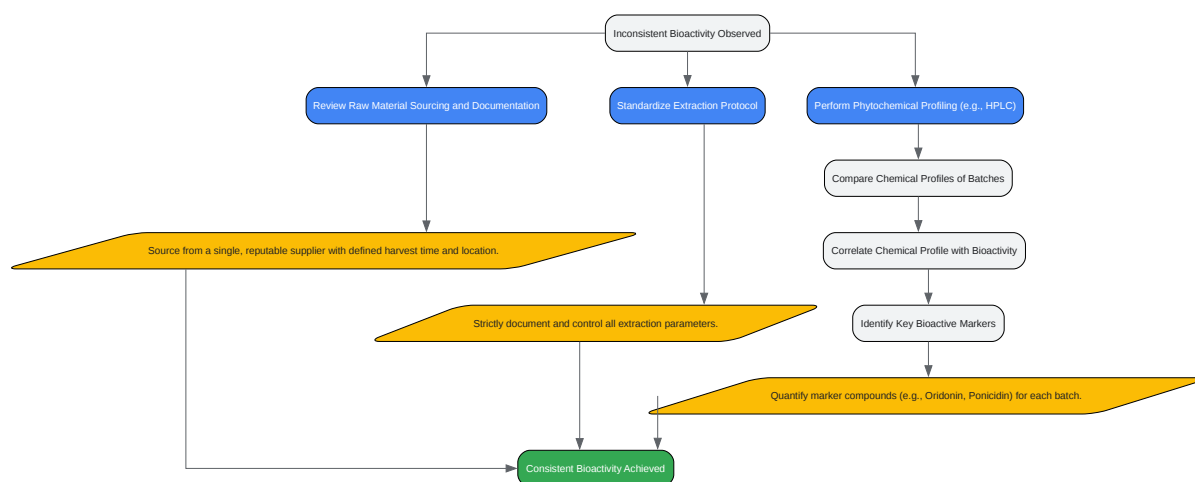 Inconsistent Bioactivity Observed
Review Raw Material Sourcing and Documentation
Standardize Extraction Protocol
Perform Phytochemical Profiling (e.g., HPLC)
Compare Chemical Profiles of Batches
Source from a single, reputable supplier with defined harvest time and location.
Correlate Chemical Profile with Bioactivity
Strictly document and control all extraction parameters.
Identify Key Bioactive Markers
Quantify marker compounds (e.g., Oridonin, Ponicidin) for each batch.
Consistent Bioactivity Achieved